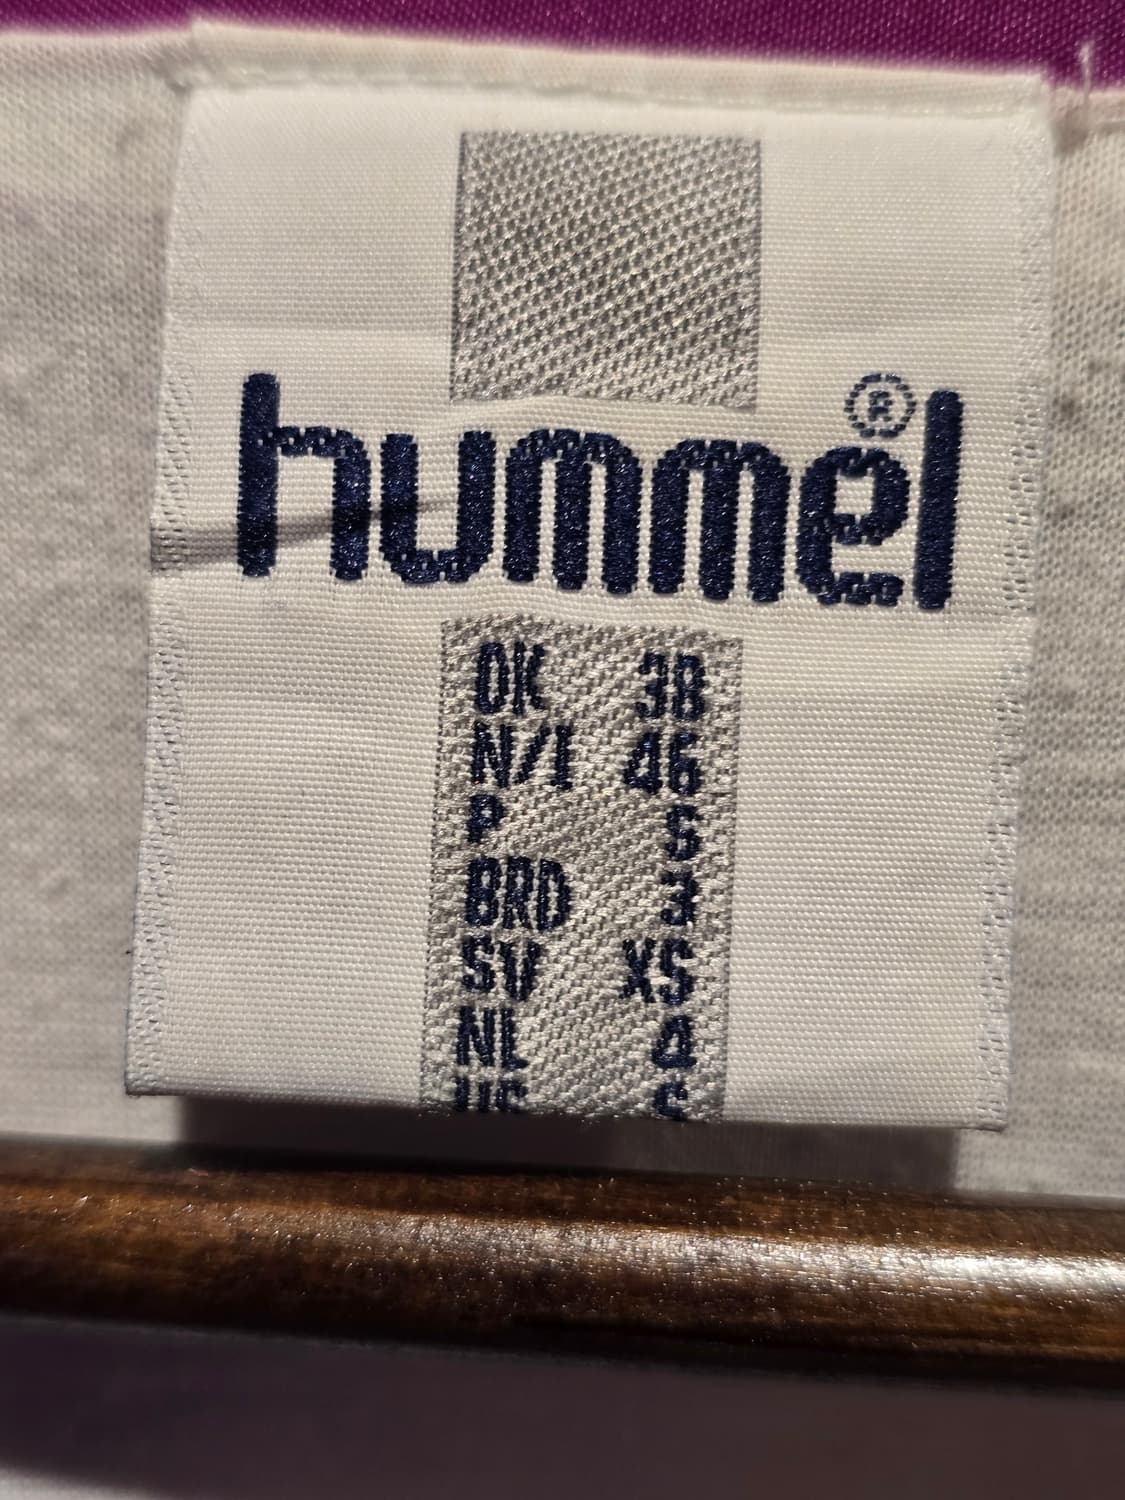 hummel®
DK 38
N/I 46
P S
BRD 3
SV XS
NL 4